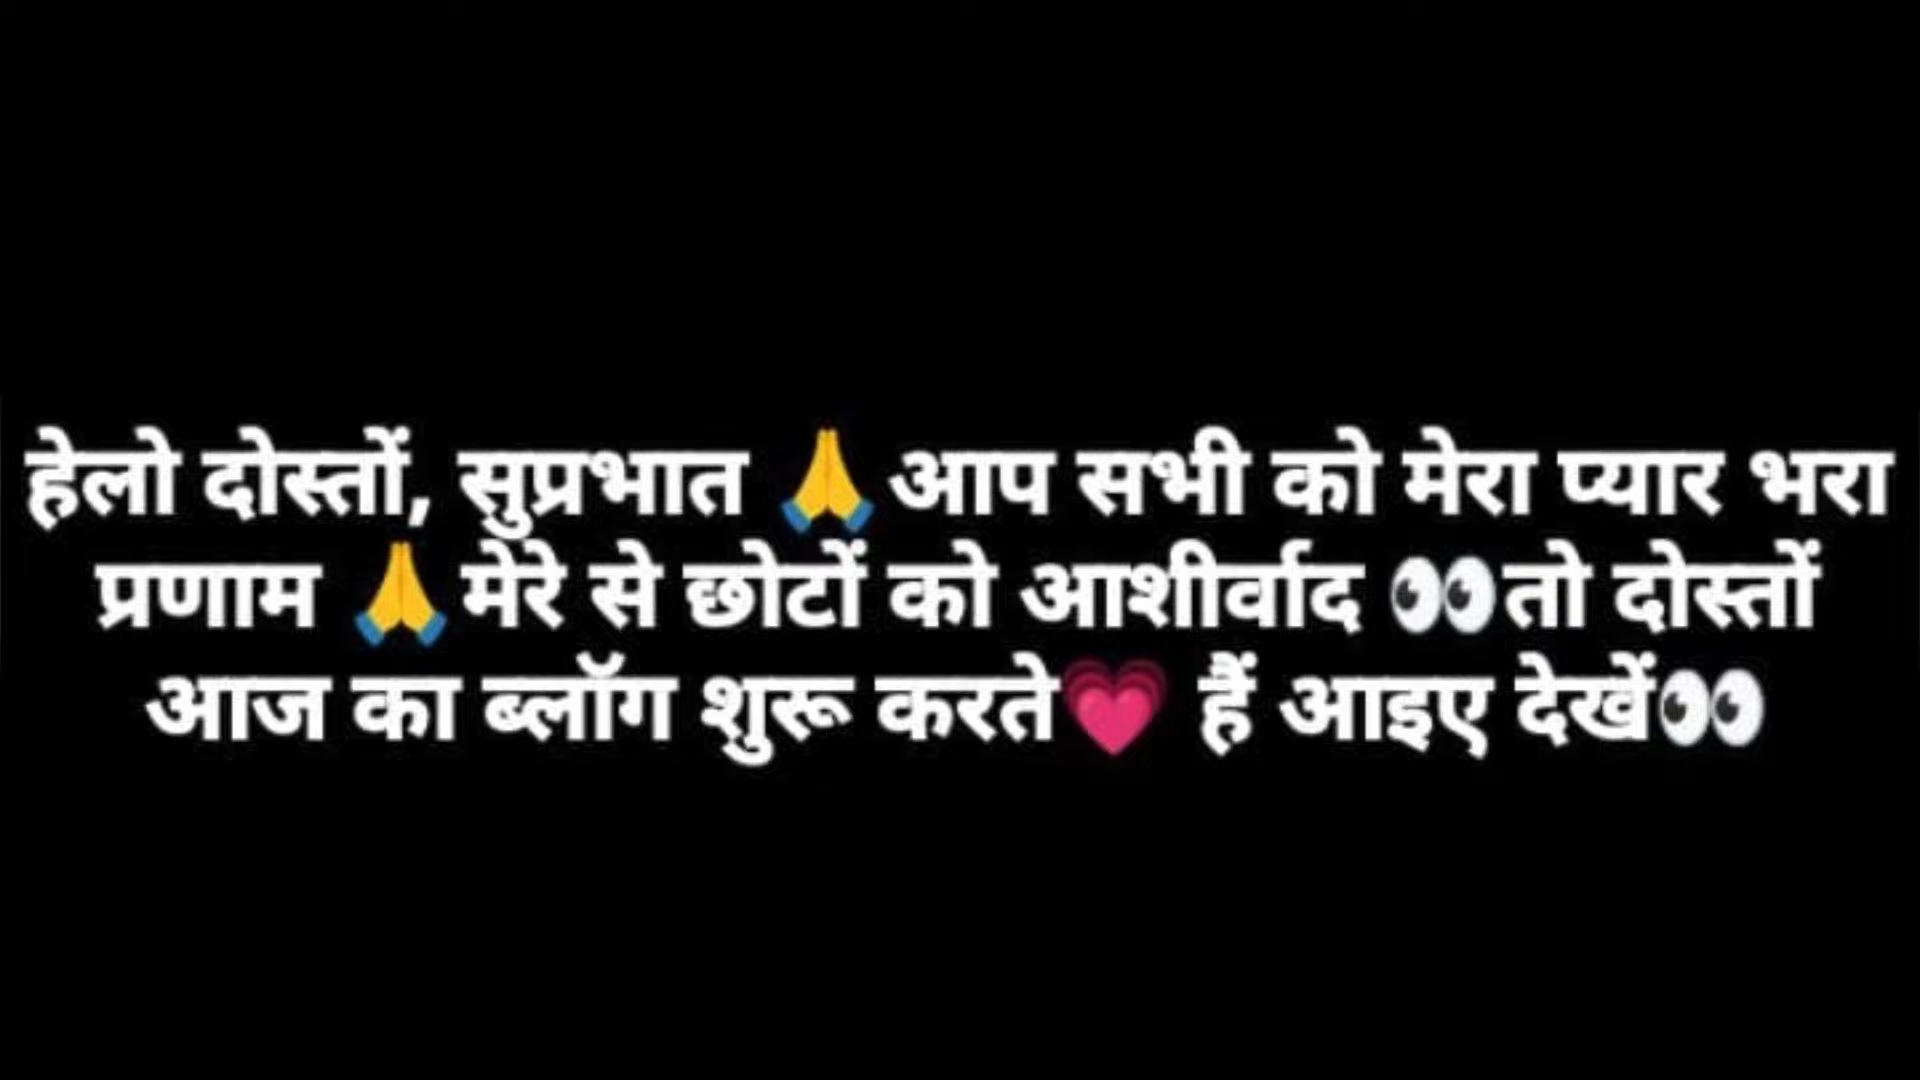 हेलो दोस्तों, सुप्रभात 🙏आप सभी को मेरा प्यार भरा
प्रणाम 🙏मेरे से छोटों को आशीर्वाद 👀तो दोस्तों
आज का ब्लॉग शुरू करते💗 हैं आइए देखें👀